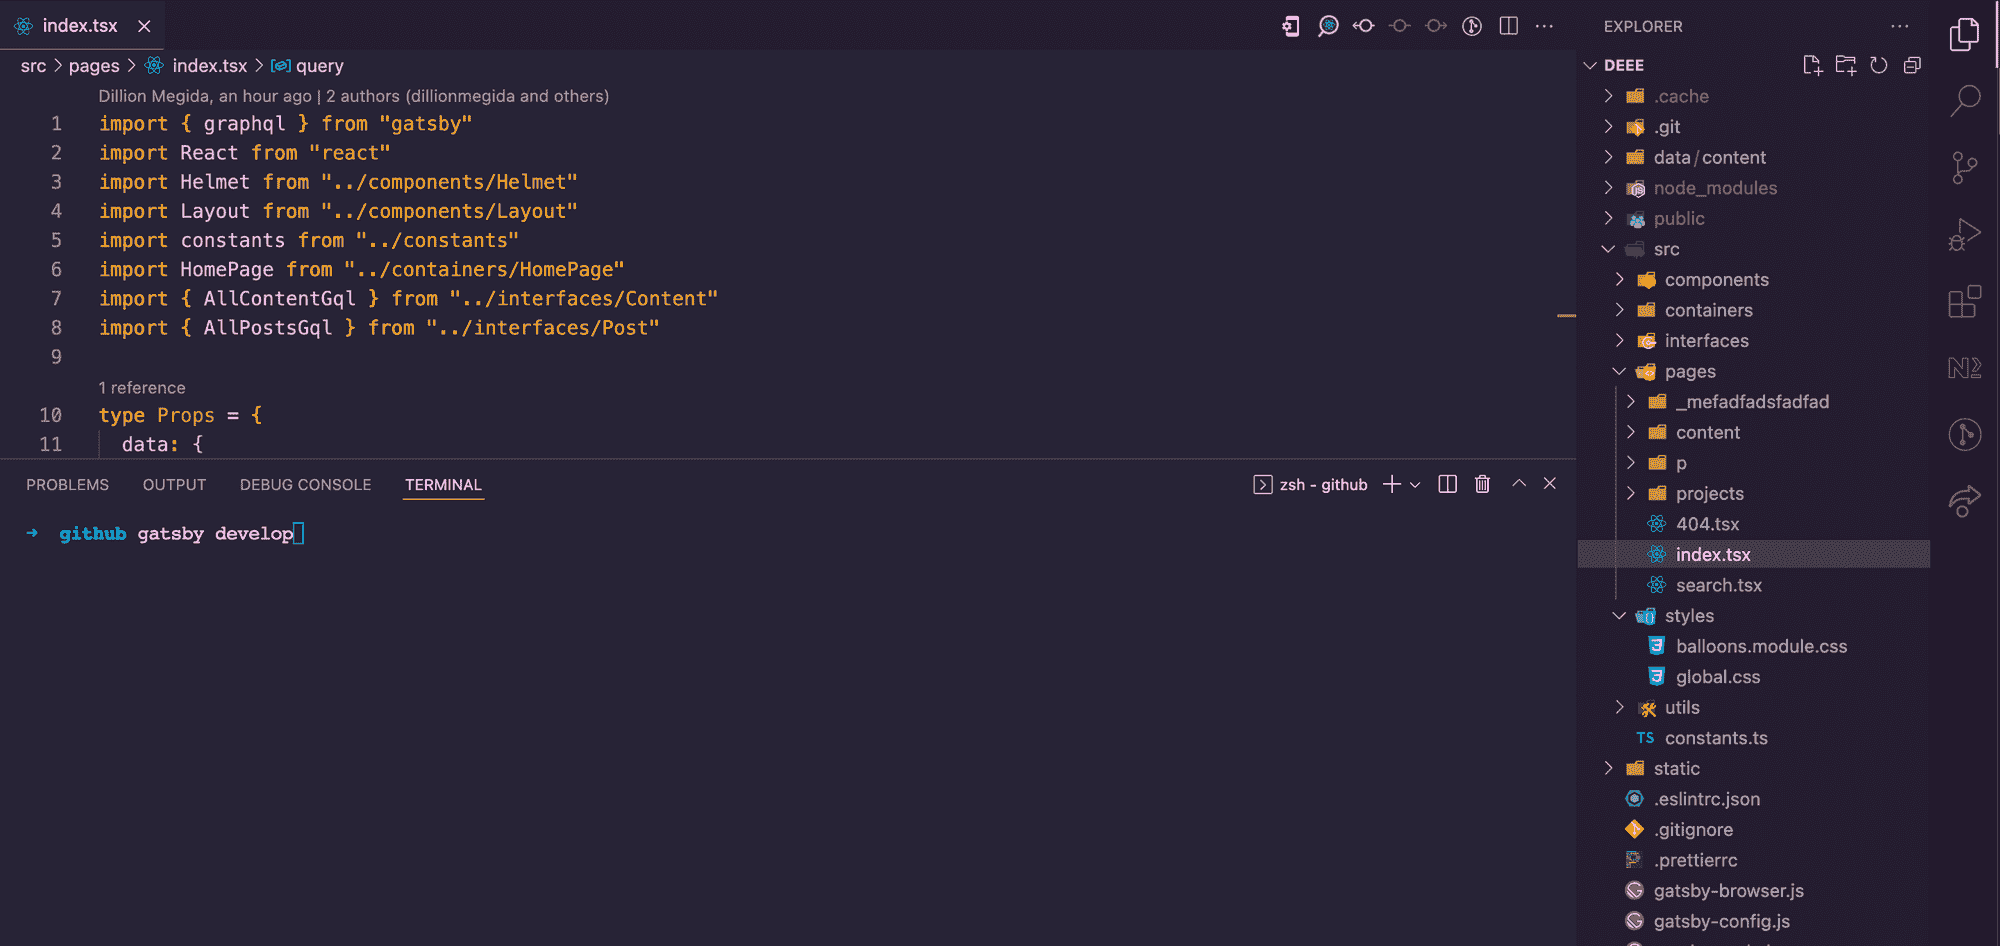 index.tsx
src > pages > index.tsx > query
Dillion Megida, an hour ago | 2 authors (dillionmegida and others)
1 import { graphql } from "gatsby"
2 import React from "react"
3 import Helmet from "../components/Helmet"
4 import Layout from "../components/Layout"
5 import constants from "../constants"
6 import HomePage from "../containers/HomePage"
7 import { AllContentGql } from "../interfaces/Content"
8 import { AllPostsGql } from "../interfaces/Post"
9
1 reference
10 type Props = {
11 data: {
PROBLEMS OUTPUT DEBUG CONSOLE TERMINAL
zsh - github
→ github gatsby develop
EXPLORER
DEEE
.cache
.git
data/content
node_modules
public
src
components
containers
interfaces
pages
_mefadfadsfadfad
content
p
projects
404.tsx
index.tsx
search.tsx
styles
balloons.module.css
global.css
utils
TS constants.ts
static
.eslintrc.json
.gitignore
.prettierrc
gatsby-browser.js
gatsby-config.js